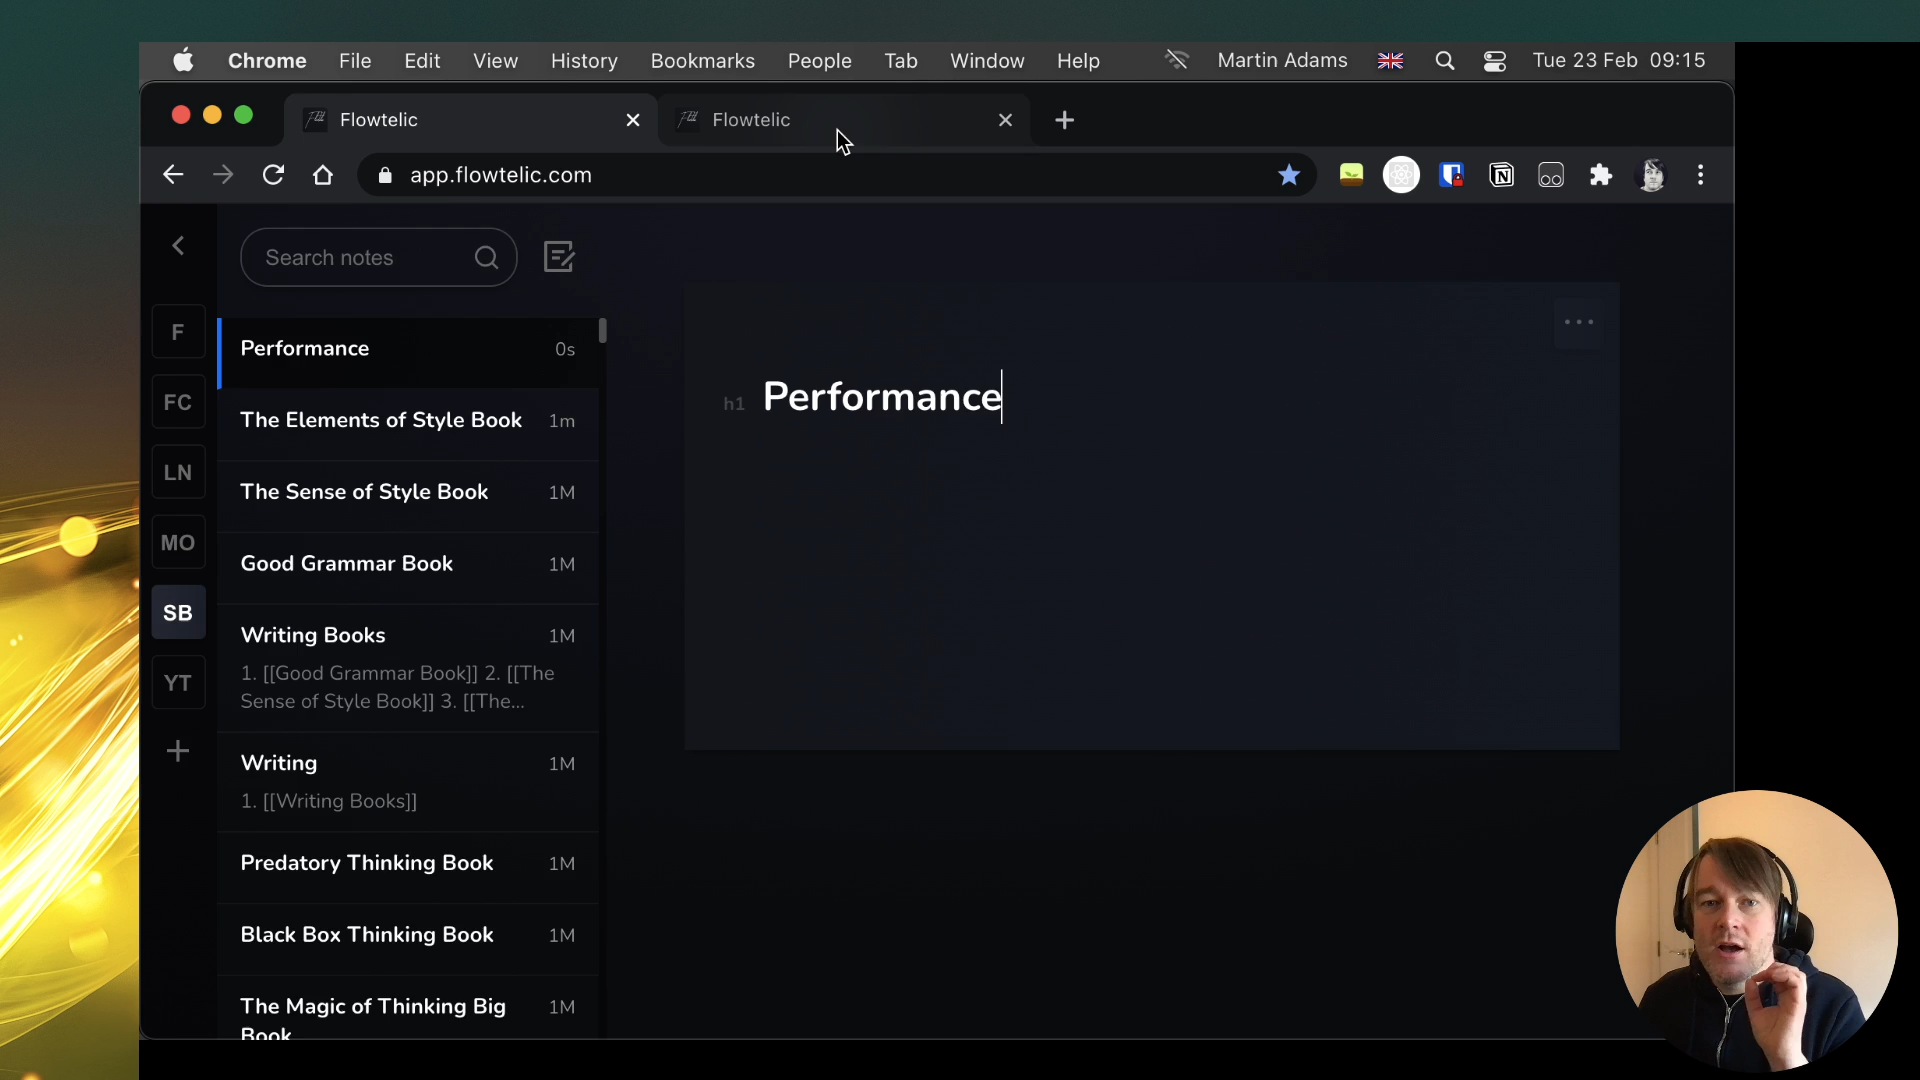 Chrome File Edit View History Bookmarks People Tab Window Help Martin Adams Tue 23 Feb 09:15
Flowtelic
Flowtelic
app.flowtelic.com
Search notes
F
FC
LN
MO
SB
YT
Performance 0s
The Elements of Style Book 1m
The Sense of Style Book 1M
Good Grammar Book 1M
Writing Books 1M
1. [[Good Grammar Book]] 2. [[The
Sense of Style Book]] 3. [[The...
Writing 1M
1. [[Writing Books]]
Predatory Thinking Book 1M
Black Box Thinking Book 1M
The Magic of Thinking Big 1M
Book
h1 Performance